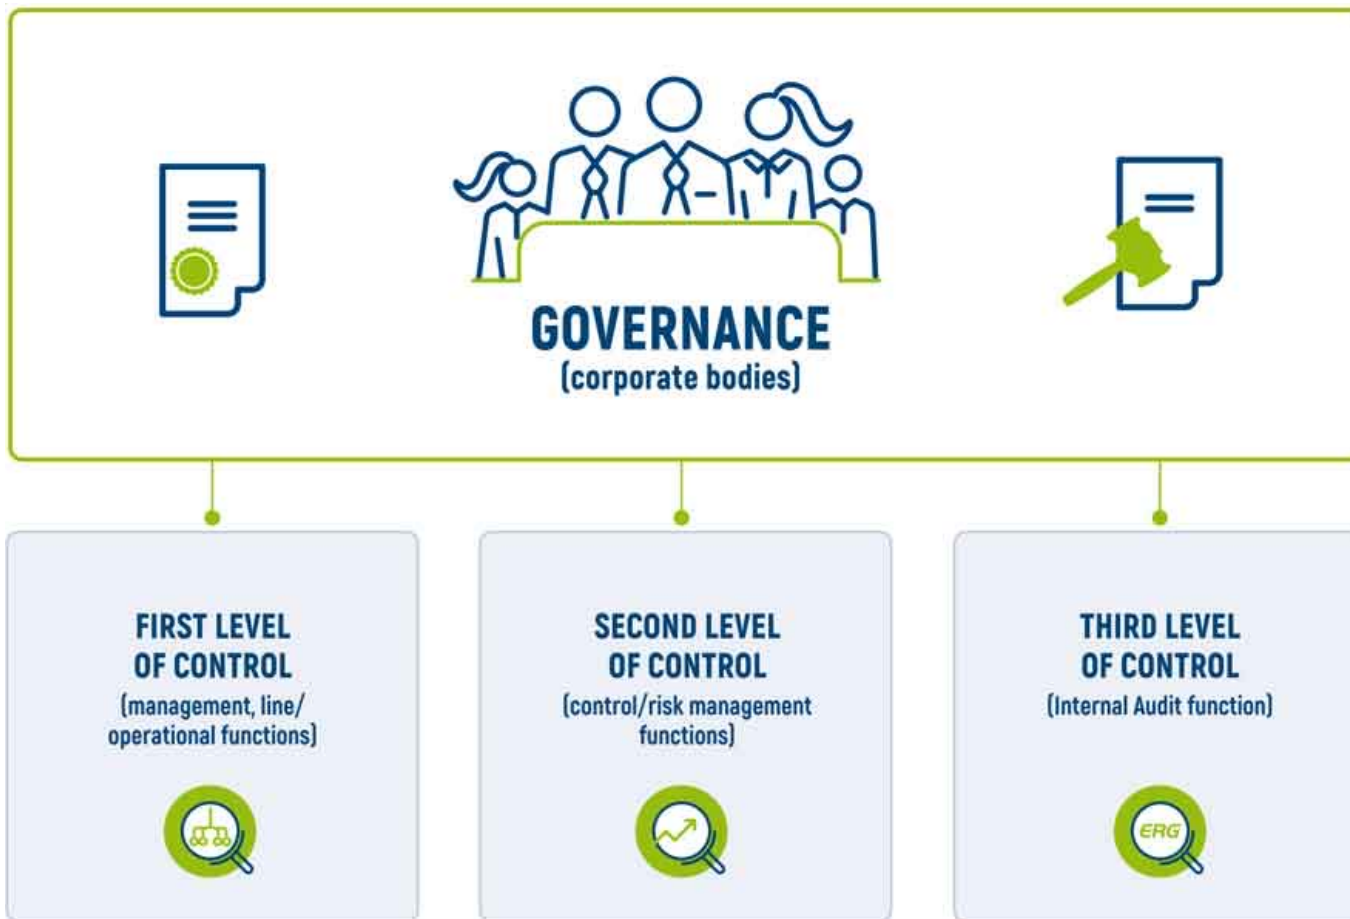 GOVERNANCE
(corporate bodies)
FIRST LEVEL
OF CONTROL
(management, line/
operational functions)
SECOND LEVEL
OF CONTROL
(control/risk management
functions)
THIRD LEVEL
OF CONTROL
(Internal Audit function)
ERG